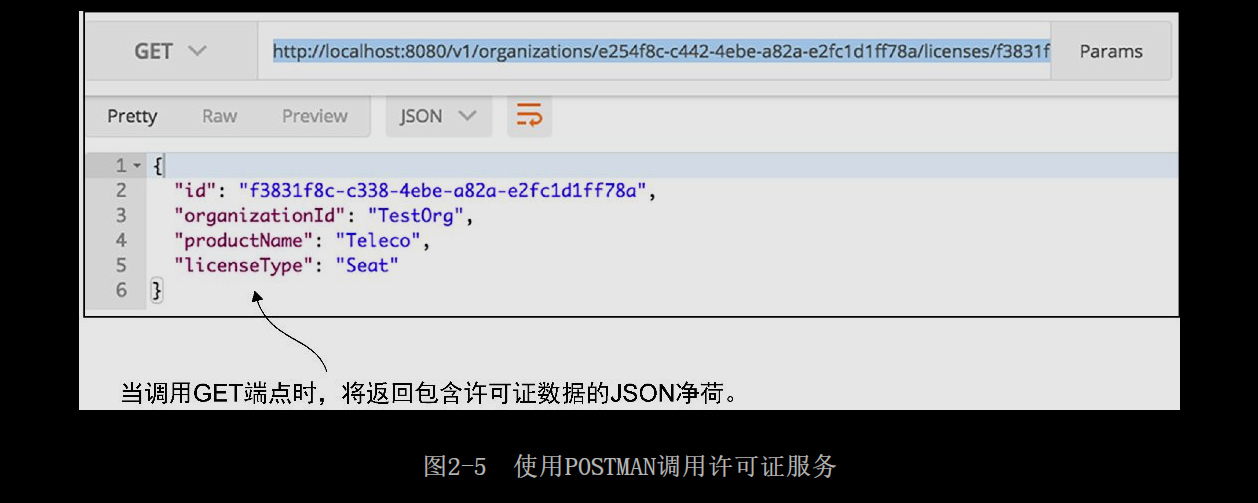 GET http://localhost:8080/v1/organizations/e254f8c-c442-4ebe-a82a-e2fc1d1ff78a/licenses/f3831f Params
Pretty Raw Preview JSON
1 {
2 "id": "f3831f8c-c338-4ebe-a82a-e2fc1d1ff78a",
3 "organizationId": "TestOrg",
4 "productName": "Teleco",
5 "licenseType": "Seat"
6 }
当调用GET端点时，将返回包含许可证数据的JSON净荷。
图2-5 使用POSTMAN调用许可证服务